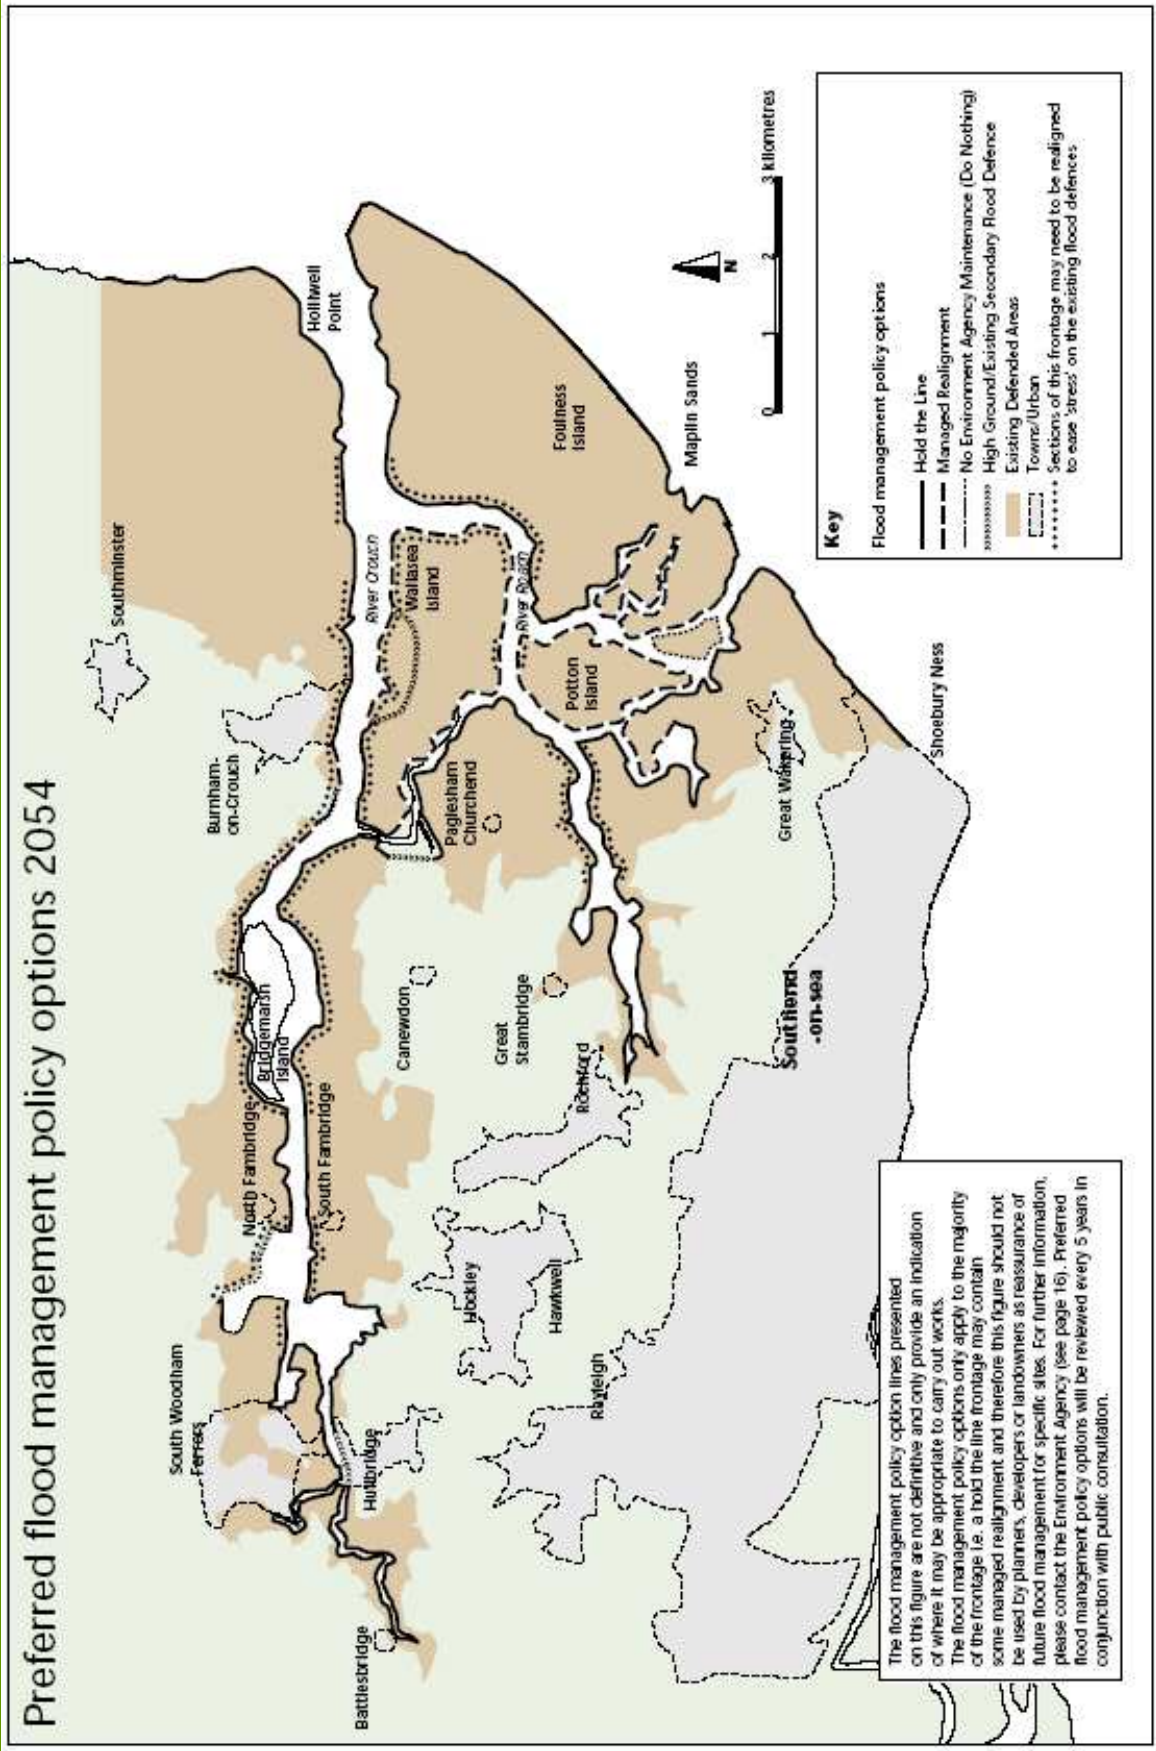 Preferred flood management policy options 2054
Southminster
Burnham-
on-Crouch
Holliwell
Point
River Crouch
Wallasea
Island
Foulness
Island
River Roach
Paglesham
Churchend
Potton
Island
Maplin Sands
Bridgemarsh
Island
North Fambridge
South Fambridge
Canewdon
Great
Stambridge
Rochford
Great Wakering
Shoebury Ness
Southend
-on-sea
South Woodham
Ferrers
Hullbridge
Battlesbridge
Hockley
Hawkwell
Rayleigh
N
0 1 2 3 kilometres
Key
Flood management policy options
Hold the Line
Managed Realignment
No Environment Agency Maintenance (Do Nothing)
High Ground/Existing Secondary Flood Defence
Existing Defended Areas
Towns/Urban
Sections of this frontage may need to be realigned
to ease 'stress' on the existing flood defences
The flood management policy option lines presented
on this figure are not definitive and only provide an indication
of where it may be appropriate to carry out works.
The flood management policy options only apply to the majority
of the frontage i.e. a hold the line frontage may contain
some managed realignment and therefore this figure should not
be used by planners, developers or landowners as reassurance of
future flood management for specific sites. For further information,
please contact the Environment Agency (see page 16). Preferred
flood management policy options will be reviewed every 5 years in
conjunction with public consultation.